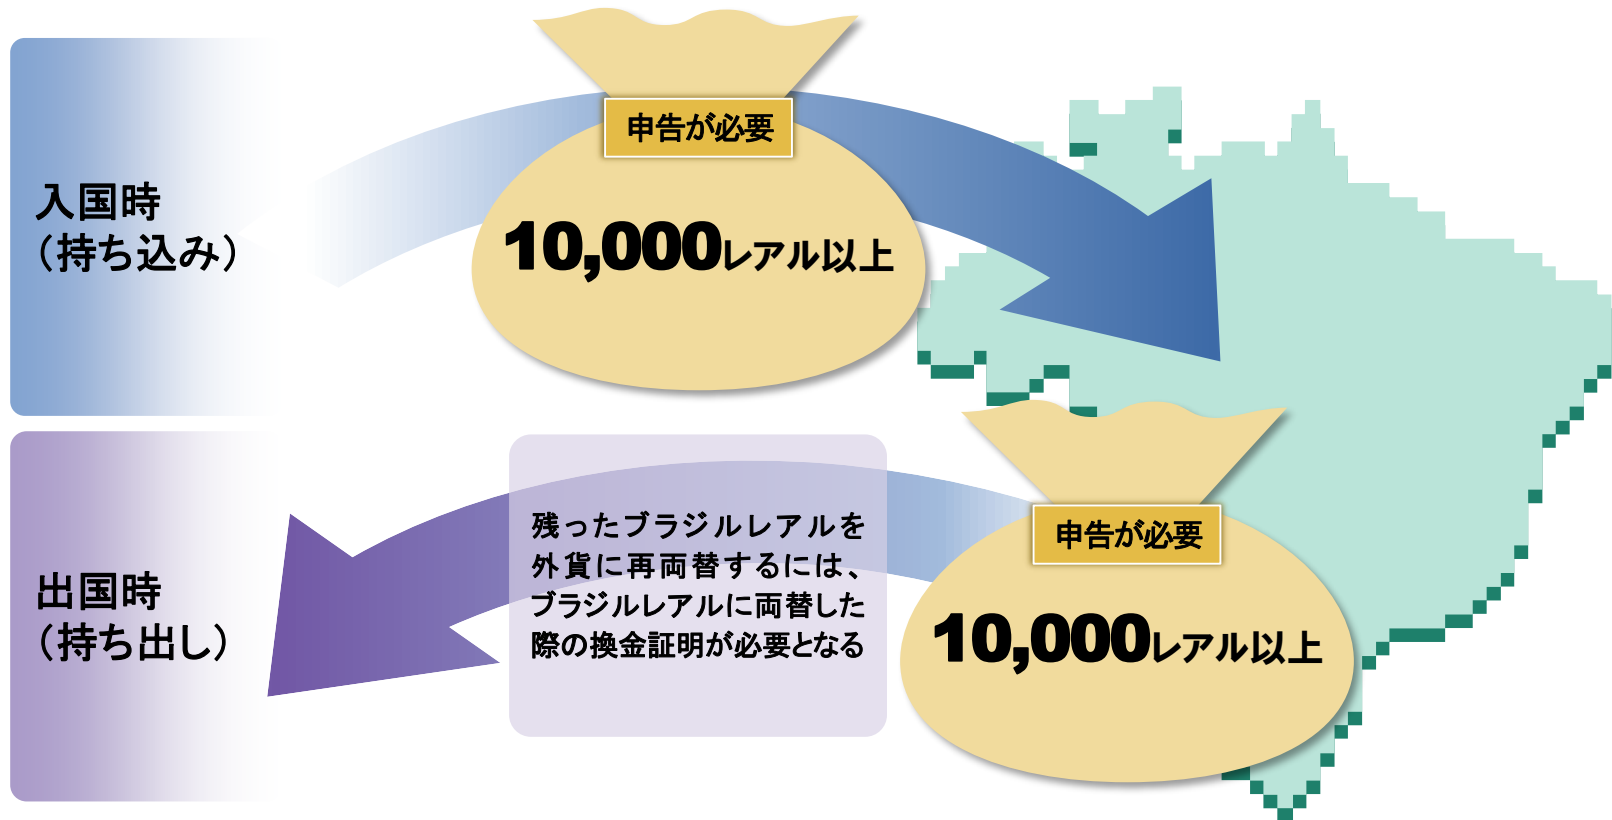 入国時
（持ち込み）
申告が必要
10,000レアル以上
出国時
（持ち出し）
残ったブラジルレアルを
外貨に再両替するには、
ブラジルレアルに両替した
際の換金証明が必要となる
申告が必要
10,000レアル以上